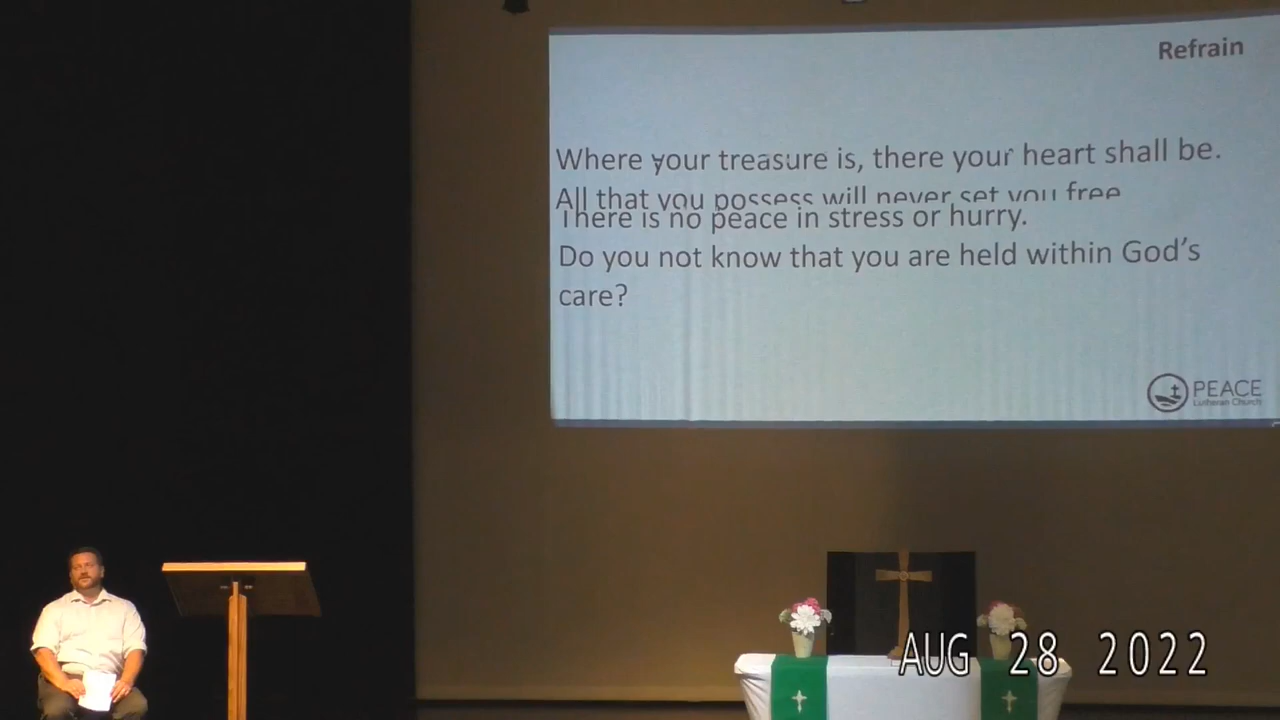 Refrain
Where your treasure is, there your heart shall be.
All that you possess will never set you free
There is no peace in stress or hurry.
Do you not know that you are held within God's
care?
PEACE
Lutheran Church
AUG 28 2022